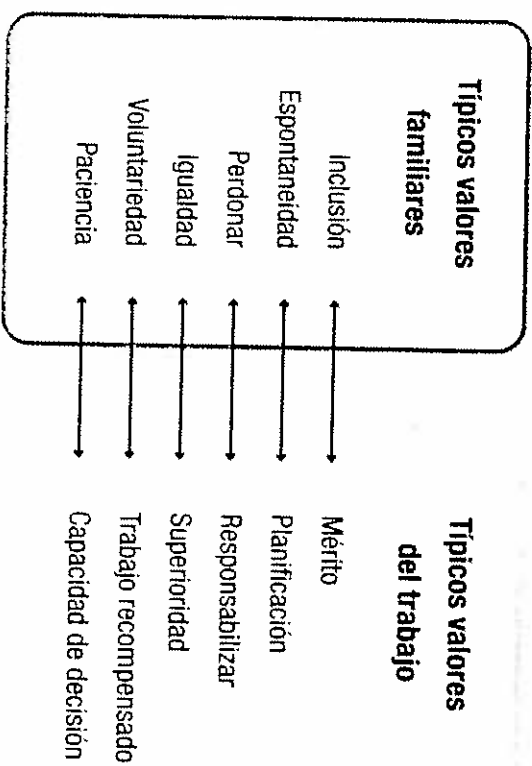 Típicos valores
familiares
Inclusión
Espontaneidad
Perdonar
Igualdad
Voluntariedad
Paciencia
Típicos valores
del trabajo
Mérito
Planificación
Responsabilizar
Superioridad
Trabajo recompensado
Capacidad de decisión